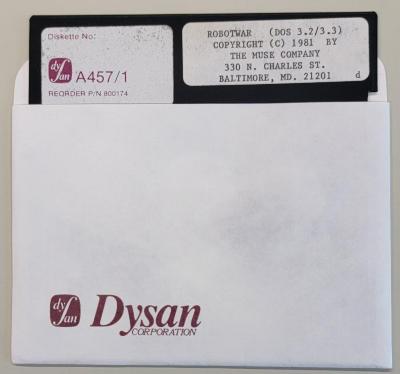 Diskette No:
dy
san
A457/1
REORDER P/N 800174
ROBOTWAR (DOS 3.2/3.3)
COPYRIGHT (C) 1981 BY
THE MUSE COMPANY
330 N. CHARLES ST.
BALTIMORE, MD. 21201 d
dy
san
Dysan
CORPORATION